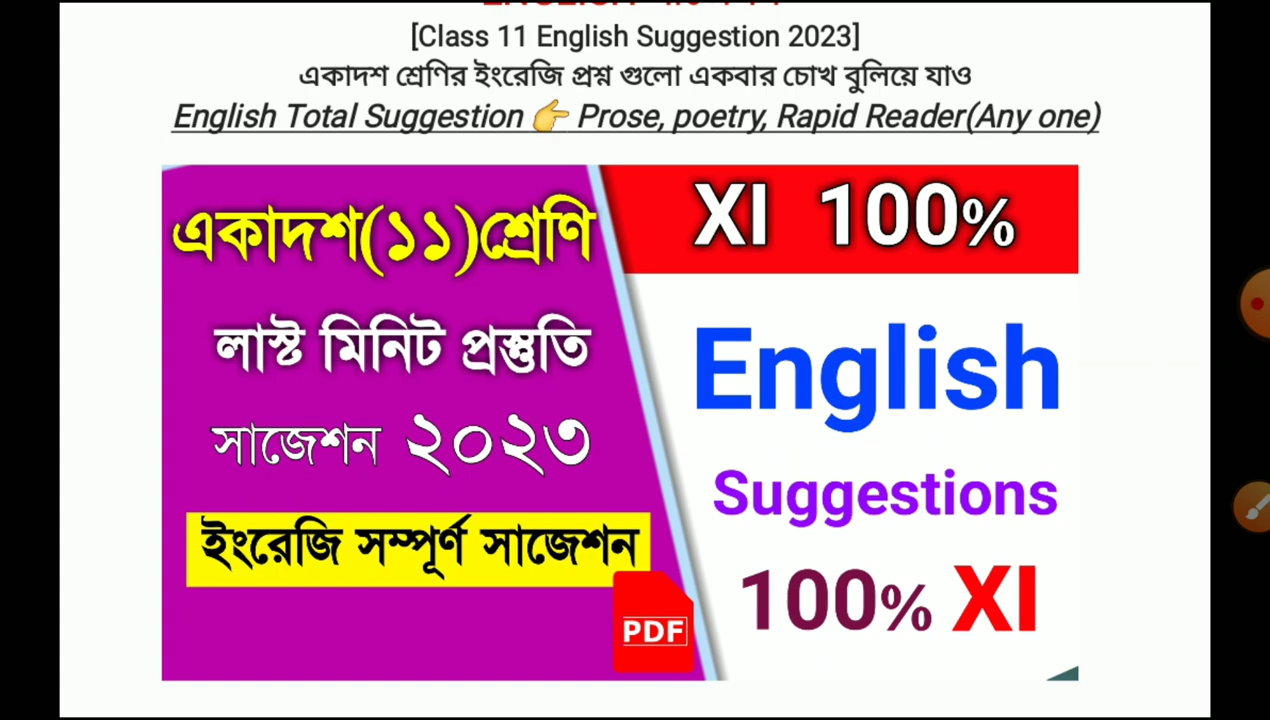 [Class 11 English Suggestion 2023]
একাদশ শ্রেণির ইংরেজি প্রশ্ন গুলো একবার চোখ বুলিয়ে যাও
English Total Suggestion 👉 Prose, poetry, Rapid Reader(Any one)
একাদশ(১১)শ্রেণি
লাস্ট মিনিট প্রস্তুতি
সাজেশন ২০২৩
ইংরেজি সম্পূর্ণ সাজেশন
PDF
XI 100%
English
Suggestions
100% XI